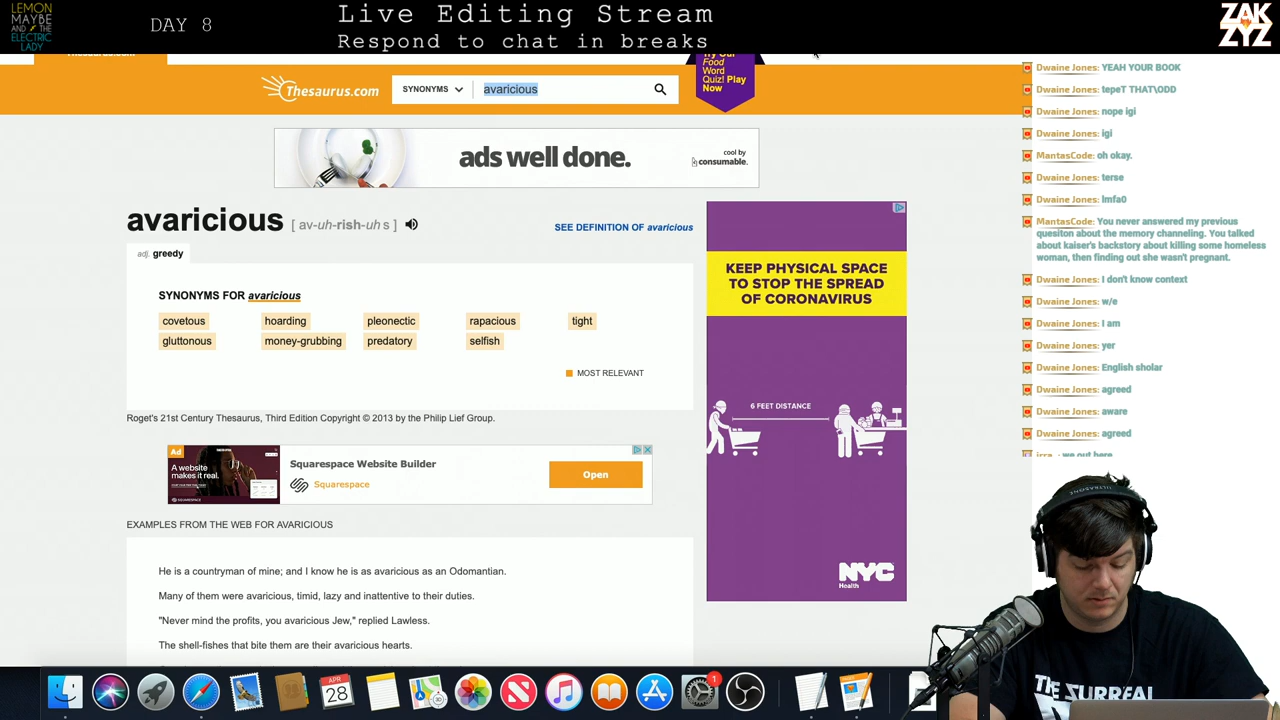 LEMON
MAYBE
AND THE
ELECTRIC
LADY
DAY 8
Live Editing Stream
Respond to chat in breaks
ZAK
ZYZ
Thesaurus.com
SYNONYMS
avaricious
Try Our
Food
Word
Quiz! Play
Now
ads well done.
cool by
consumable.
avaricious [ av-uh-rish-uhs ]
SEE DEFINITION OF avaricious
adj. greedy
SYNONYMS FOR avaricious
covetous hoarding pleonectic rapacious tight
gluttonous money-grubbing predatory selfish
MOST RELEVANT
Roget's 21st Century Thesaurus, Third Edition Copyright © 2013 by the Philip Lief Group.
Ad
A website
makes it real.
SQUARESPACE
Squarespace Website Builder
Squarespace
Open
EXAMPLES FROM THE WEB FOR AVARICIOUS
He is a countryman of mine; and I know he is as avaricious as an Odomantian.
Many of them were avaricious, timid, lazy and inattentive to their duties.
"Never mind the profits, you avaricious Jew," replied Lawless.
The shell-fishes that bite them are their avaricious hearts.
KEEP PHYSICAL SPACE
TO STOP THE SPREAD
OF CORONAVIRUS
6 FEET DISTANCE
NYC
Health
Dwaine Jones: YEAH YOUR BOOK
Dwaine Jones: tepeT THAT\ODD
Dwaine Jones: nope igi
Dwaine Jones: igi
MantasCode: oh okay.
Dwaine Jones: terse
Dwaine Jones: lmfa0
MantasCode: You never answered my previous
quesiton about the memory channeling. You talked
about kaiser's backstory about killing some homeless
woman, then finding out she wasn't pregnant.
Dwaine Jones: I don't know context
Dwaine Jones: w/e
Dwaine Jones: I am
Dwaine Jones: yer
Dwaine Jones: English sholar
Dwaine Jones: agreed
Dwaine Jones: aware
Dwaine Jones: agreed
we out here
ULTRASONE
THE SURREAL
APR
28
1